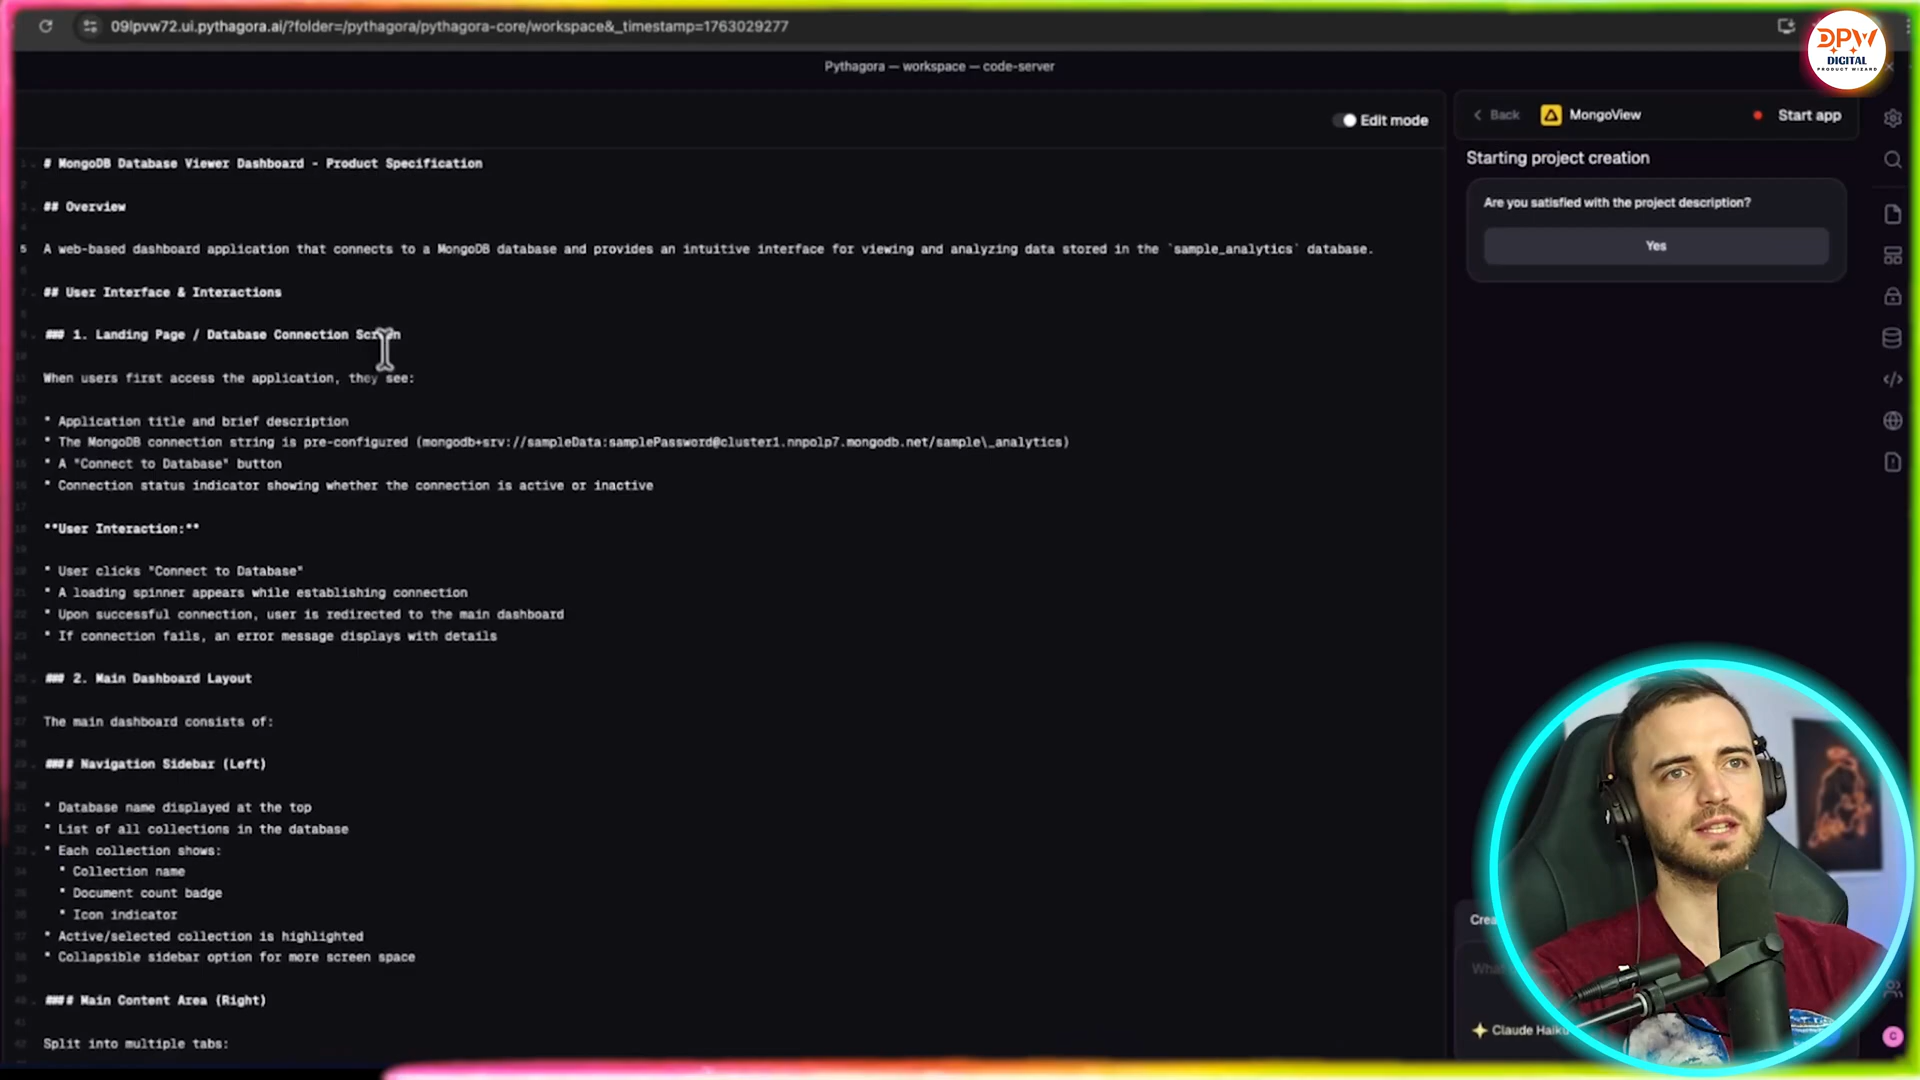 09lpvw72.ui.pythagora.ai/?folder=/pythagora/pythagora-core/workspace&_timestamp=1763029277
DPW
DIGITAL
PRODUCT WIZARD
Pythagora — workspace — code-server
Edit mode
Back
MongoView
Start app
# MongoDB Database Viewer Dashboard - Product Specification
## Overview
A web-based dashboard application that connects to a MongoDB database and provides an intuitive interface for viewing and analyzing data stored in the `sample_analytics` database.
## User Interface & Interactions
### 1. Landing Page / Database Connection Screen
When users first access the application, they see:
* Application title and brief description
* The MongoDB connection string is pre-configured (mongodb+srv://sampleData:samplePassword@cluster1.nnpolp7.mongodb.net/sample\_analytics)
* A "Connect to Database" button
* Connection status indicator showing whether the connection is active or inactive
**User Interaction:**
* User clicks "Connect to Database"
* A loading spinner appears while establishing connection
* Upon successful connection, user is redirected to the main dashboard
* If connection fails, an error message displays with details
### 2. Main Dashboard Layout
The main dashboard consists of:
#### Navigation Sidebar (Left)
* Database name displayed at the top
* List of all collections in the database
* Each collection shows:
* Collection name
* Document count badge
* Icon indicator
* Active/selected collection is highlighted
* Collapsible sidebar option for more screen space
#### Main Content Area (Right)
Split into multiple tabs:
Starting project creation
Are you satisfied with the project description?
Yes
Claude Haiku
C